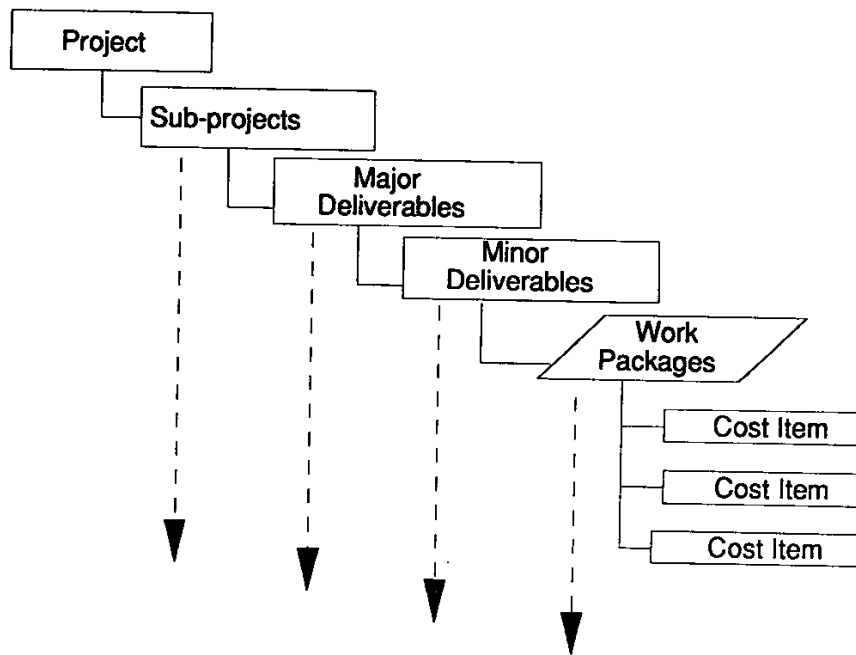 Project
Sub-projects
Major
Deliverables
Minor
Deliverables
Work
Packages
Cost Item
Cost Item
Cost Item